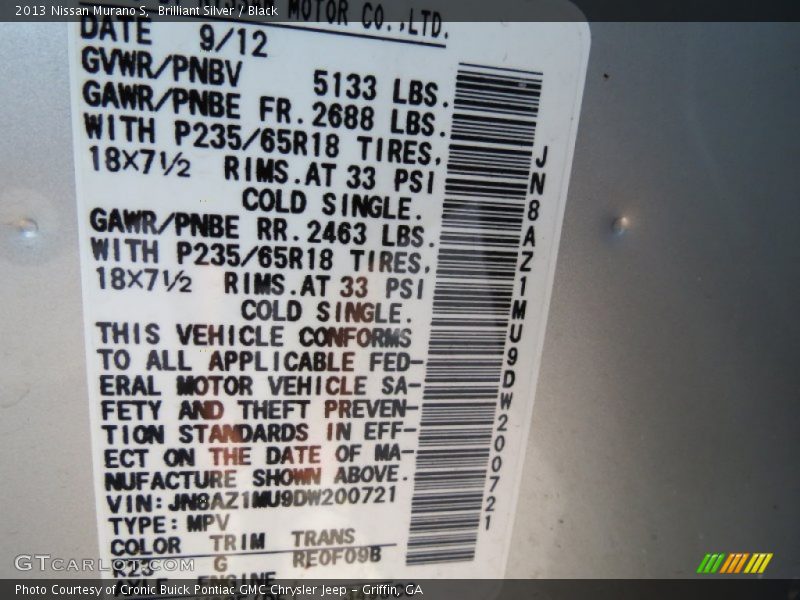 2013 Nissan Murano S, Brilliant Silver / Black
MOTOR CO.,LTD.
DATE 9/12
GVWR/PNBV 5133 LBS.
GAWR/PNBE FR. 2688 LBS.
WITH P235/65R18 TIRES,
18X7½ RIMS.AT 33 PSI
COLD SINGLE.
GAWR/PNBE RR. 2463 LBS.
WITH P235/65R18 TIRES,
18X7½ RIMS.AT 33 PSI
COLD SINGLE.
THIS VEHICLE CONFORMS
TO ALL APPLICABLE FED-
ERAL MOTOR VEHICLE SA-
FETY AND THEFT PREVEN-
TION STANDARDS IN EFF-
ECT ON THE DATE OF MA-
NUFACTURE SHOWN ABOVE.
VIN: JN8AZ1MU9DW200721
TYPE: MPV
COLOR TRIM TRANS
K23 G RE0F09B
AXLE ENGINE
JN8AZ1MU9DW200721
GTCarLot.com
Photo Courtesy of Cronic Buick Pontiac GMC Chrysler Jeep - Griffin, GA